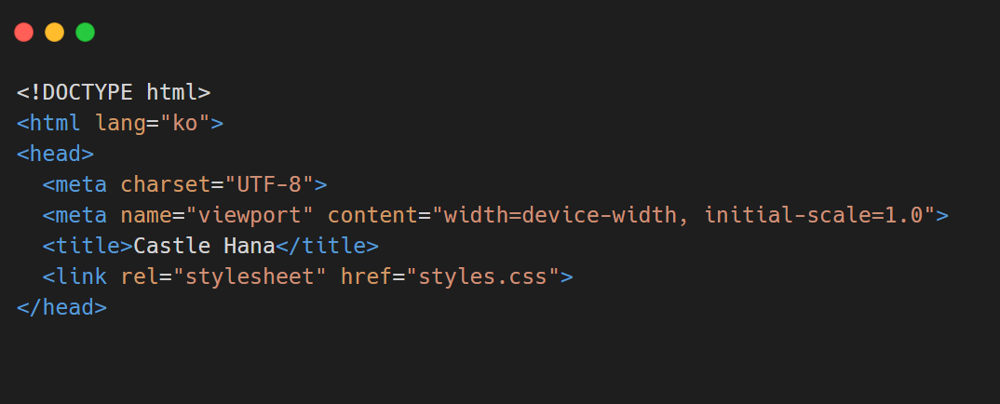 <!DOCTYPE html>
<html lang="ko">
<head>
  <meta charset="UTF-8">
  <meta name="viewport" content="width=device-width, initial-scale=1.0">
  <title>Castle Hana</title>
  <link rel="stylesheet" href="styles.css">
</head>